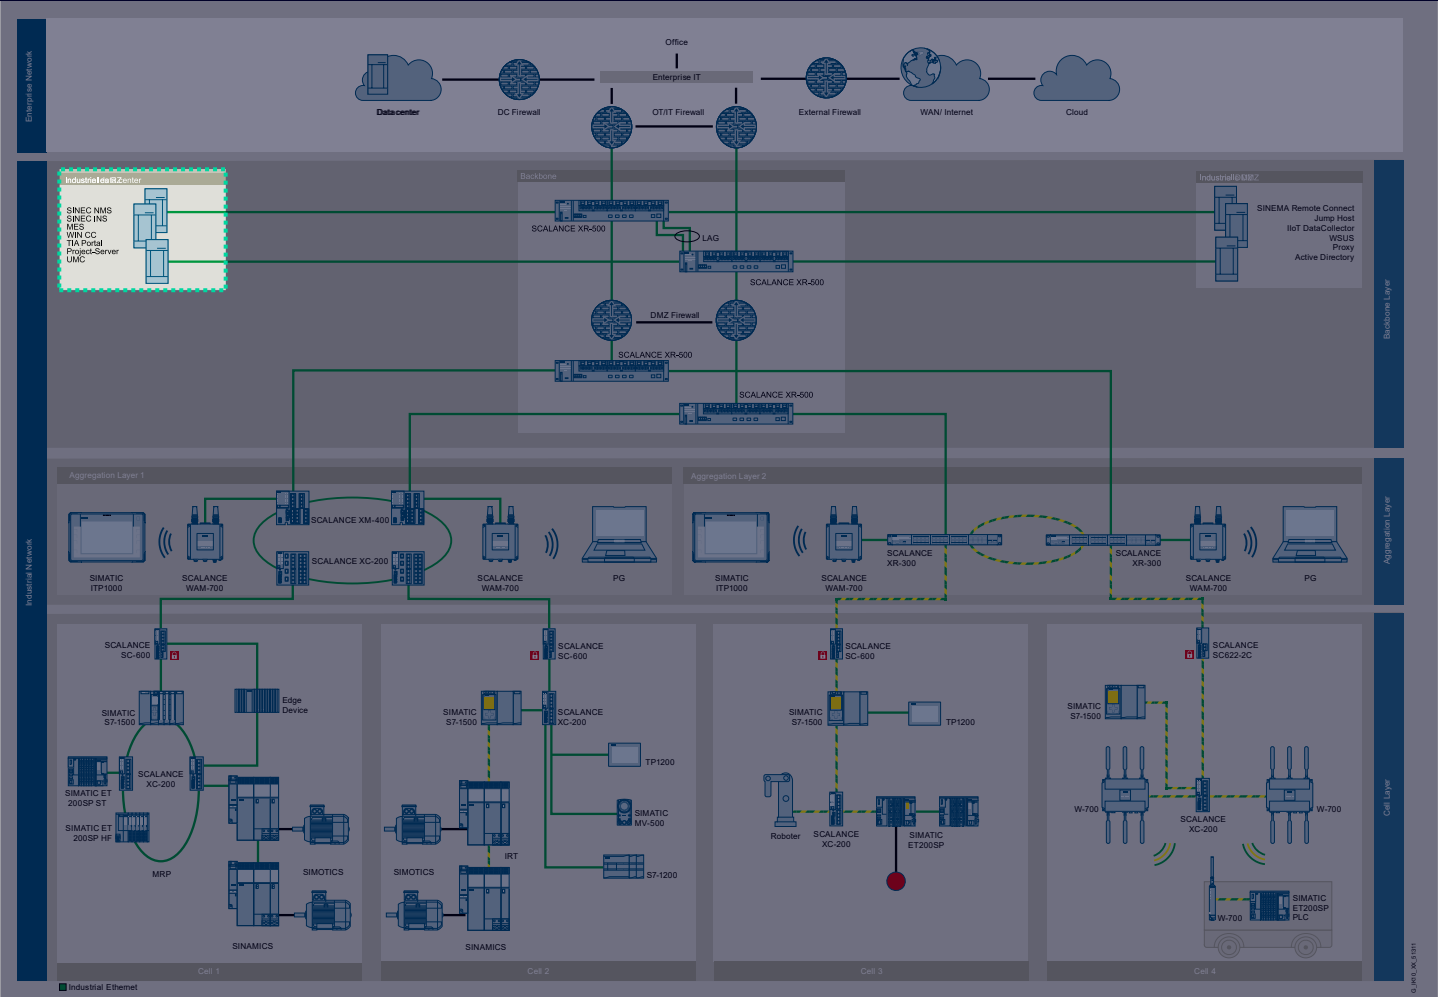 Office
Enterprise IT
Enterprise Network
Datacenter
DC Firewall
OT/IT Firewall
External Firewall
WAN/ Internet
Cloud
Industrial
Center
Backbone
Industrial
SINEC NMS
SINEC INS
MES
WIN CC
TIA Portal
Project-Server
UMC
SCALANCE XR-500
LAG
SCALANCE XR-500
SINEMA Remote Connect
Jump Host
IIoT DataCollector
WSUS
Proxy
Active Directory
DMZ Firewall
SCALANCE XR-500
SCALANCE XR-500
Backbone Layer
Industrial Network
Aggregation Layer 1
Aggregation Layer 2
Aggregation Layer
SCALANCE XM-400
SCALANCE XC-200
SIMATIC
ITP1000
SCALANCE
WAM-700
SCALANCE
WAM-700
PG
SIMATIC
ITP1000
SCALANCE
WAM-700
SCALANCE
XR-300
SCALANCE
XR-300
SCALANCE
WAM-700
PG
SCALANCE
SC-600
SIMATIC
S7-1500
Edge
Device
SCALANCE
XC-200
SIMATIC ET
200SP ST
SIMATIC ET
200SP HF
MRP
SIMOTICS
SINAMICS
Cell 1
SCALANCE
SC-600
SIMATIC
S7-1500
SCALANCE
XC-200
TP1200
SIMATIC
MV-500
IRT
S7-1200
SIMOTICS
SINAMICS
Cell 2
SCALANCE
SC-600
SIMATIC
S7-1500
TP1200
Roboter
SCALANCE
XC-200
SIMATIC
ET200SP
Cell 3
SCALANCE
SC622-2C
SIMATIC
S7-1500
W-700
SCALANCE
XC-200
W-700
W-700
SIMATIC
ET200SP
PLC
Cell 4
Cell Layer
Industrial Ethernet